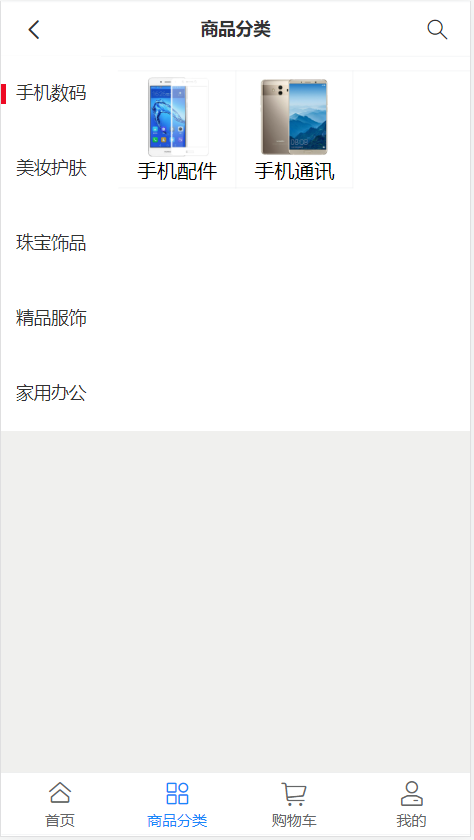 商品分类
手机数码
美妆护肤
珠宝饰品
精品服饰
家用办公
手机配件
手机通讯
首页
商品分类
购物车
我的